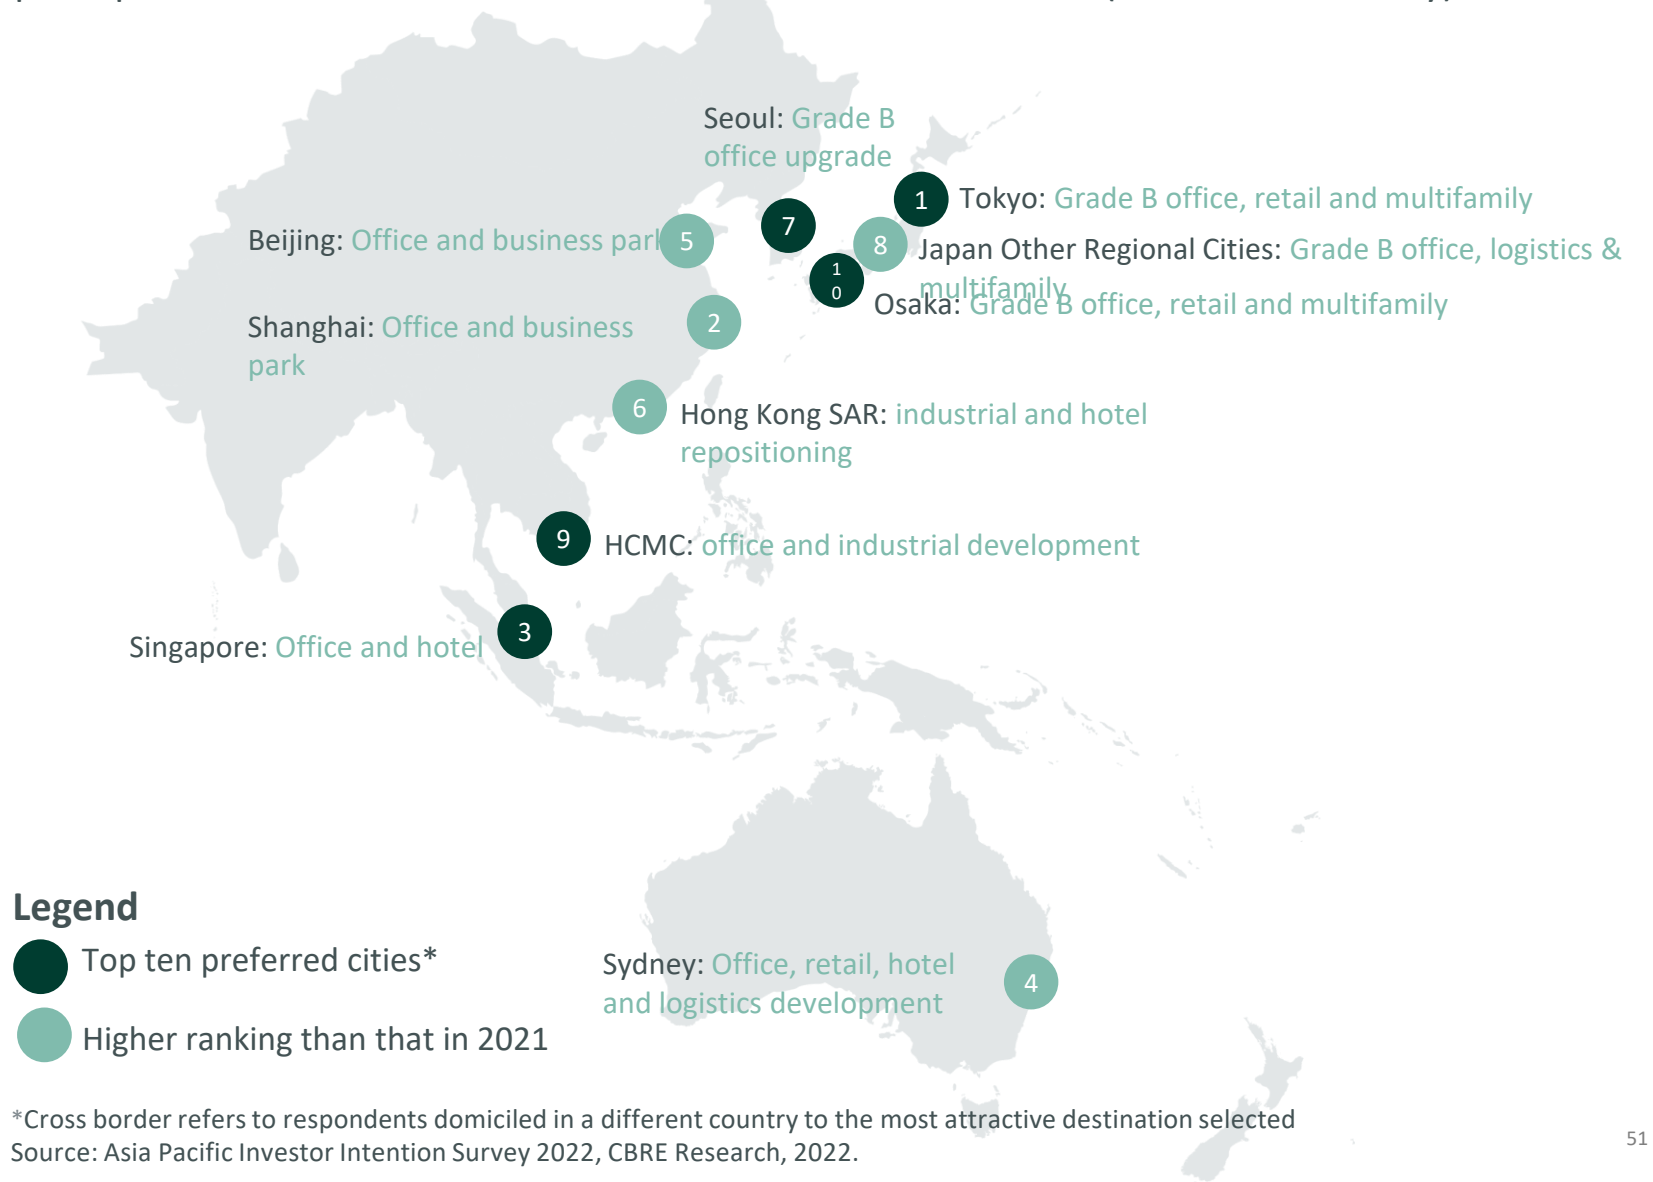 Seoul: Grade B
office upgrade
1
Tokyo: Grade B office, retail and multifamily
7
Beijing: Office and business park
5
8
Japan Other Regional Cities: Grade B office, logistics &
multifamily
1
0
Osaka: Grade B office, retail and multifamily
Shanghai: Office and business
park
2
6
Hong Kong SAR: industrial and hotel
repositioning
9
HCMC: office and industrial development
Singapore: Office and hotel
3
Legend
Top ten preferred cities*
Higher ranking than that in 2021
Sydney: Office, retail, hotel
and logistics development
4
*Cross border refers to respondents domiciled in a different country to the most attractive destination selected
Source: Asia Pacific Investor Intention Survey 2022, CBRE Research, 2022.
51